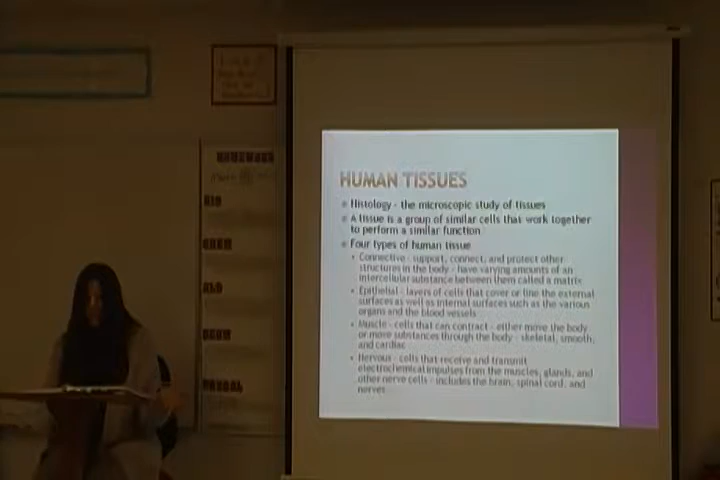 HUMAN TISSUES
Histology - the microscopic study of tissues
A tissue is a group of similar cells that work together
to perform a similar function
Four types of human tissue
Connective - support, connect, and protect other
structures in the body - have varying amounts of an
intercellular substance between them called a matrix
Epithelial - layers of cells that cover or line the external
surfaces as well as internal surfaces such as the various
organs and the blood vessels
Muscle - cells that can contract - either move the body
or move substances through the body - skeletal, smooth,
and cardiac
Nervous - cells that receive and transmit
electrochemical impulses from the muscles, glands, and
other nerve cells - includes the brain, spinal cord, and
nerves